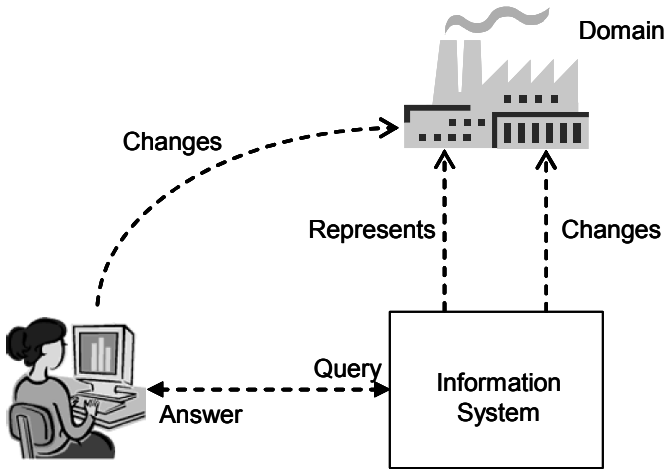 Domain
Changes
Represents
Changes
Query
Answer
Information
System